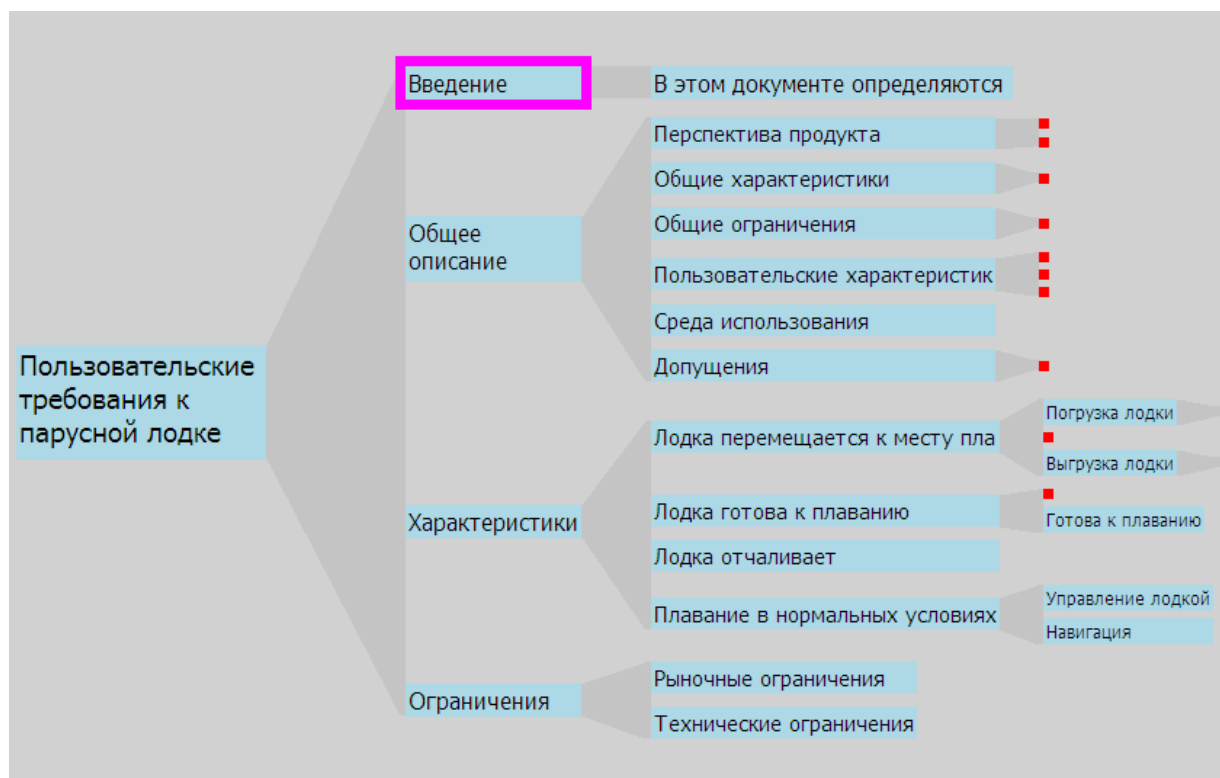 Пользовательские
требования к
парусной лодке
Введение
В этом документе определяются
Общее
описание
Перспектива продукта
Общие характеристики
Общие ограничения
Пользовательские характеристик
Среда использования
Допущения
Характеристики
Лодка перемещается к месту пла
Погрузка лодки
Выгрузка лодки
Лодка готова к плаванию
Готова к плаванию
Лодка отчаливает
Плавание в нормальных условиях
Управление лодкой
Навигация
Ограничения
Рыночные ограничения
Технические ограничения